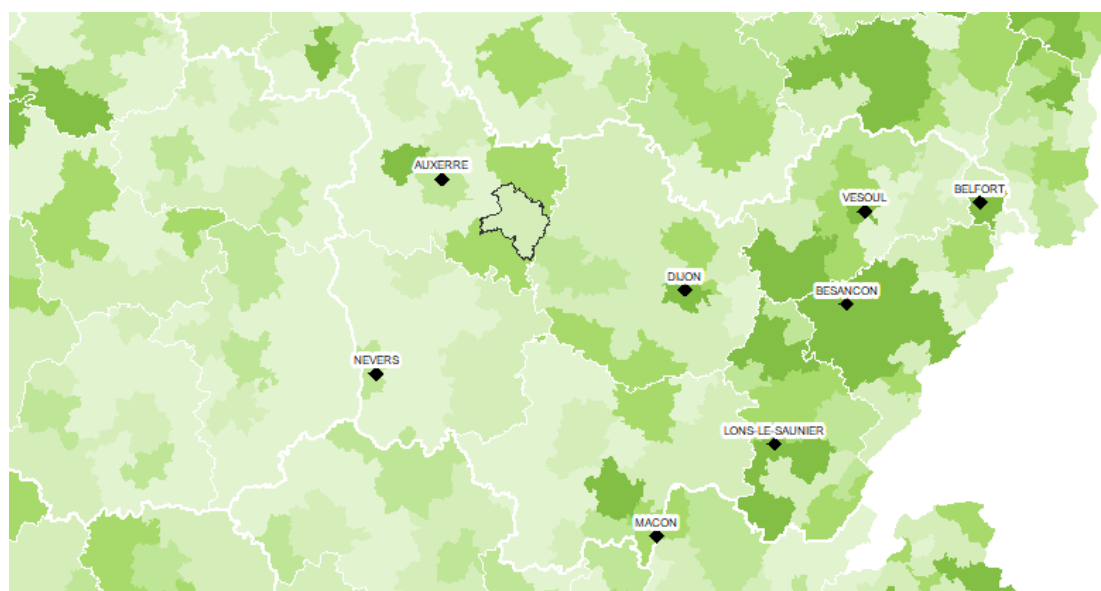 AUXERRE
BELFORT
VESOUL
DIJON
BESANCON
NEVERS
LONS-LE-SAUNIER
MACON